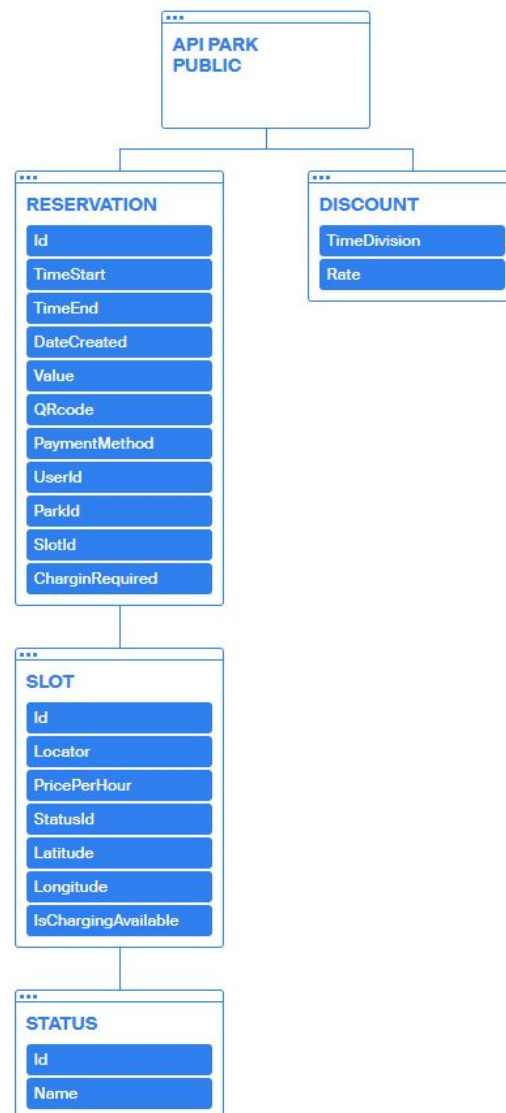 API PARK
PUBLIC
RESERVATION
Id
TimeStart
TimeEnd
DateCreated
Value
QRcode
PaymentMethod
UserId
ParkId
SlotId
CharginRequired
DISCOUNT
TimeDivision
Rate
SLOT
Id
Locator
PricePerHour
StatusId
Latitude
Longitude
IsChargingAvailable
STATUS
Id
Name